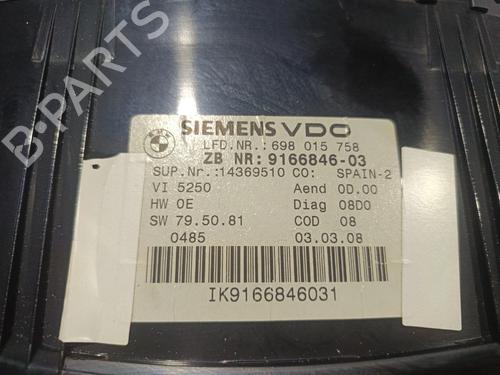 B-PARTS
SIEMENS VDO
LFD.NR.: 698 015 758
ZB NR: 9166846-03
SUP.Nr.:14369510 CO: SPAIN-2
VI 5250 Aend 0D.00
HW 0E Diag 08D0
SW 79.50.81 COD 08
0485 03.03.08
IK9166846031